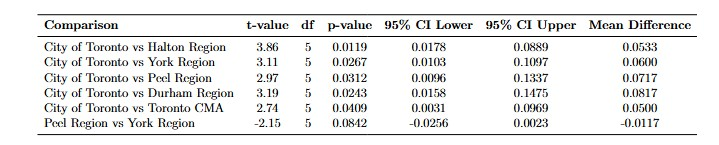 Comparison t-value df p-value 95% CI Lower 95% CI Upper Mean Difference
City of Toronto vs Halton Region 3.86 5 0.0119 0.0178 0.0889 0.0533
City of Toronto vs York Region 3.11 5 0.0267 0.0103 0.1097 0.0600
City of Toronto vs Peel Region 2.97 5 0.0312 0.0096 0.1337 0.0717
City of Toronto vs Durham Region 3.19 5 0.0243 0.0158 0.1475 0.0817
City of Toronto vs Toronto CMA 2.74 5 0.0409 0.0031 0.0969 0.0500
Peel Region vs York Region -2.15 5 0.0842 -0.0256 0.0023 -0.0117